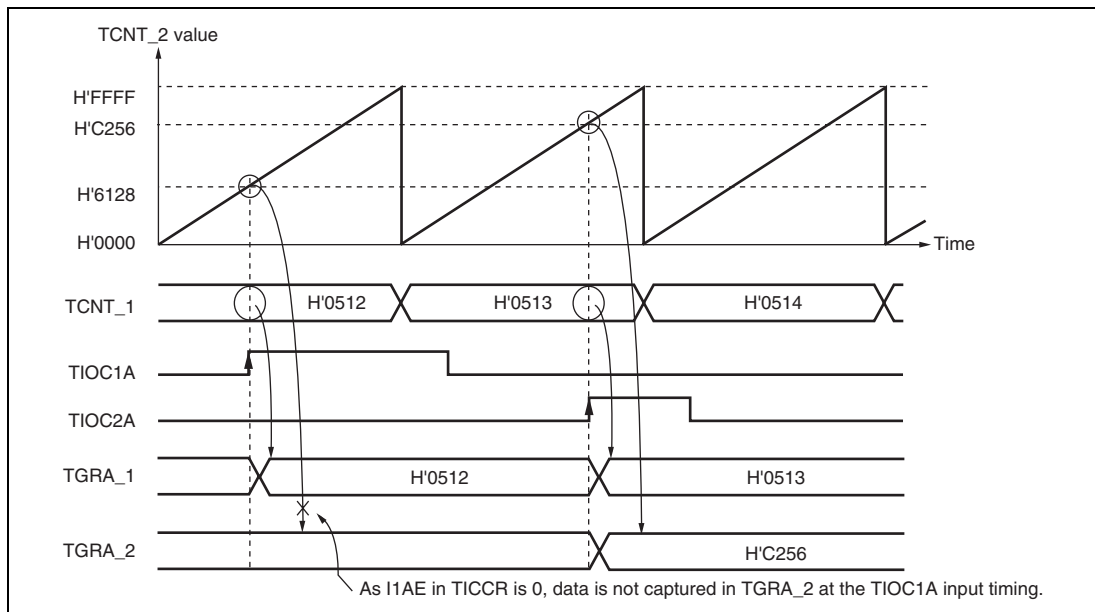 TCNT_2 value
H'FFFF
H'C256
H'6128
H'0000
Time
TCNT_1 H'0512 H'0513 H'0514
TIOC1A
TIOC2A
TGRA_1 H'0512 H'0513
TGRA_2 H'C256
As I1AE in TICCR is 0, data is not captured in TGRA_2 at the TIOC1A input timing.